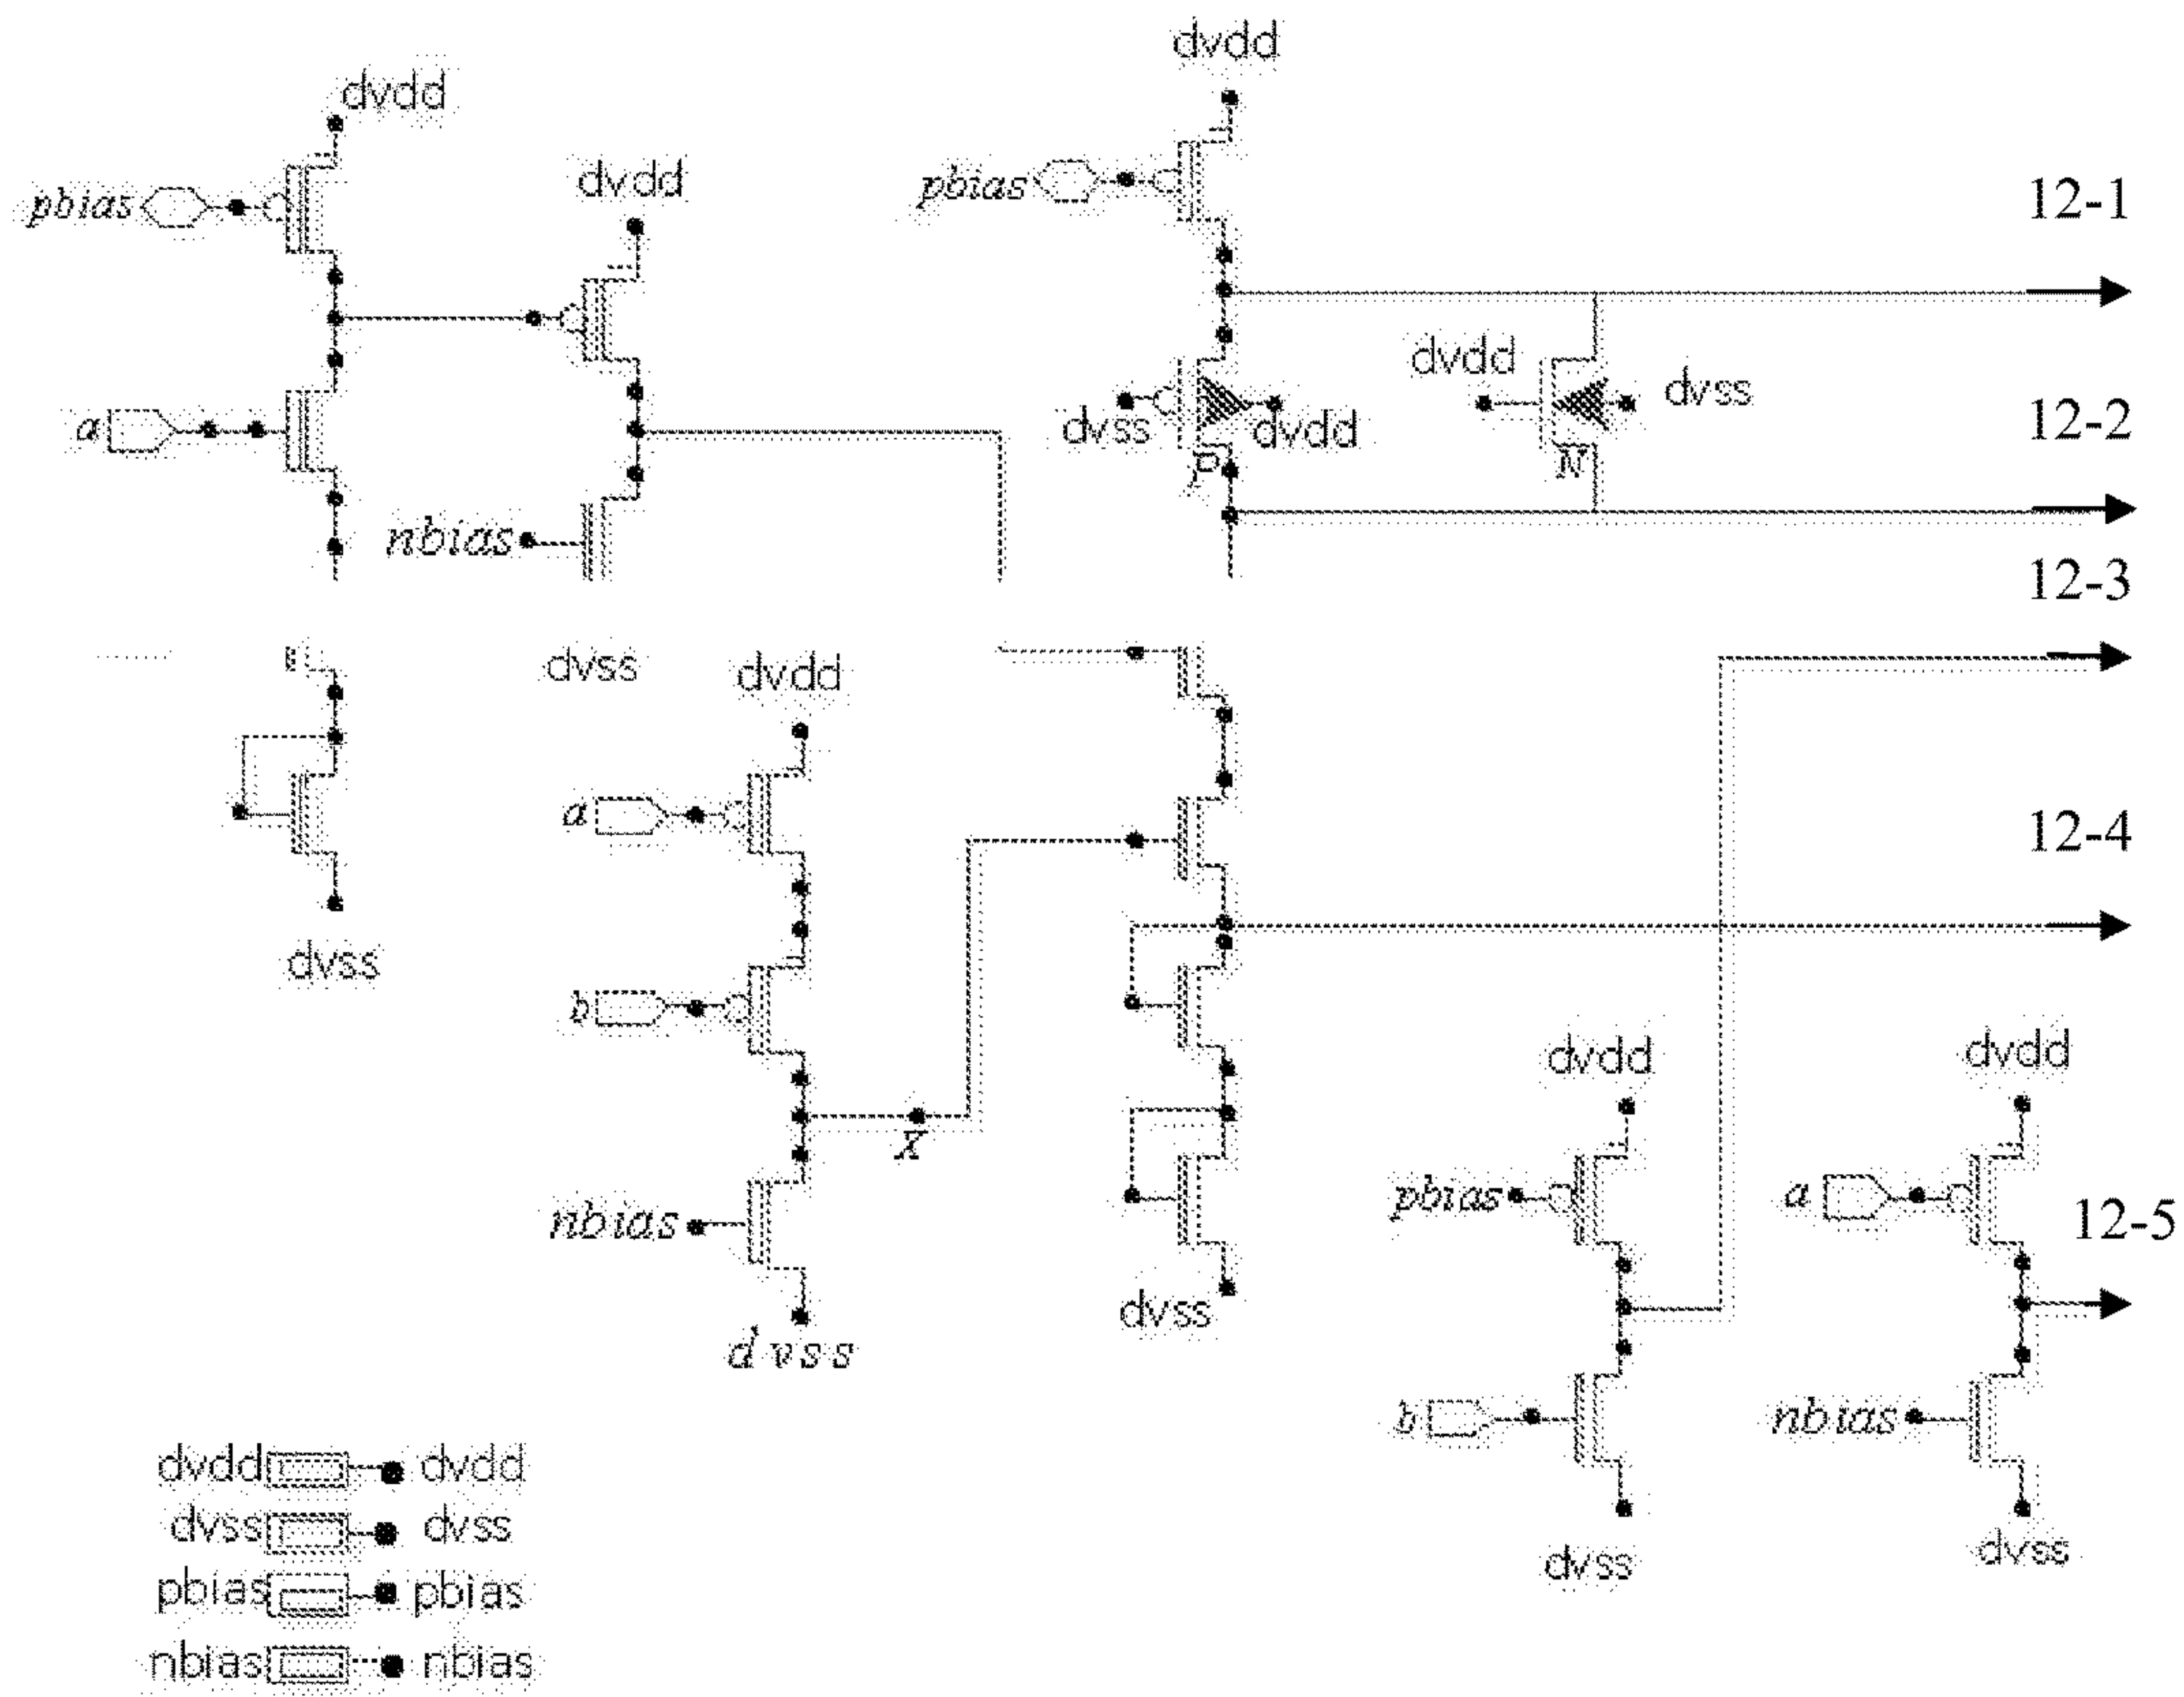 dvdd
dvdd
pbias
dvdd
pbias
12-1
dvdd
dvss
a
dvss
dvdd
12-2
P
N
nbias
12-3
dvss
dvdd
a
12-4
dvss
b
dvdd
dvdd
X
pbias
a
nbias
12-5
dvss
dvss
b
nbias
dvdd
dvdd
dvss
dvss
dvss
dvss
pbias
pbias
nbias
nbias